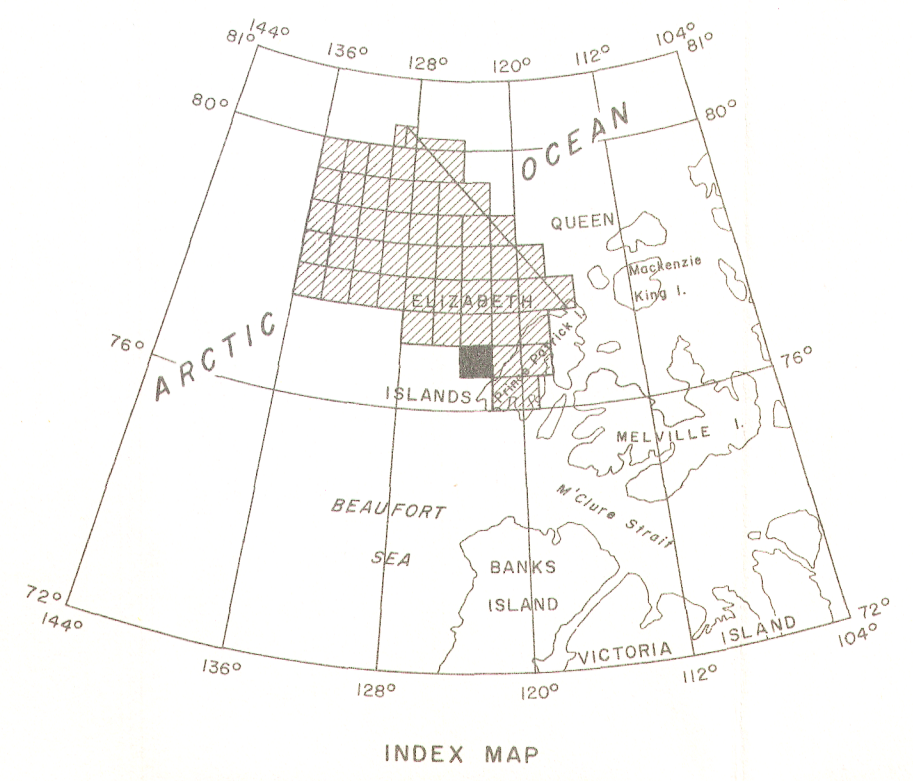 144°
81°
136°
128°
120°
112°
104°
81°
80°
80°
OCEAN
QUEEN
Mackenzie
King I.
ELIZABETH
ARCTIC
Prince Patrick I.
76°
76°
ISLANDS
MELVILLE I.
M'Clure Strait
BEAUFORT
SEA
BANKS
ISLAND
VICTORIA ISLAND
72°
144°
136°
128°
120°
112°
72°
104°
INDEX MAP